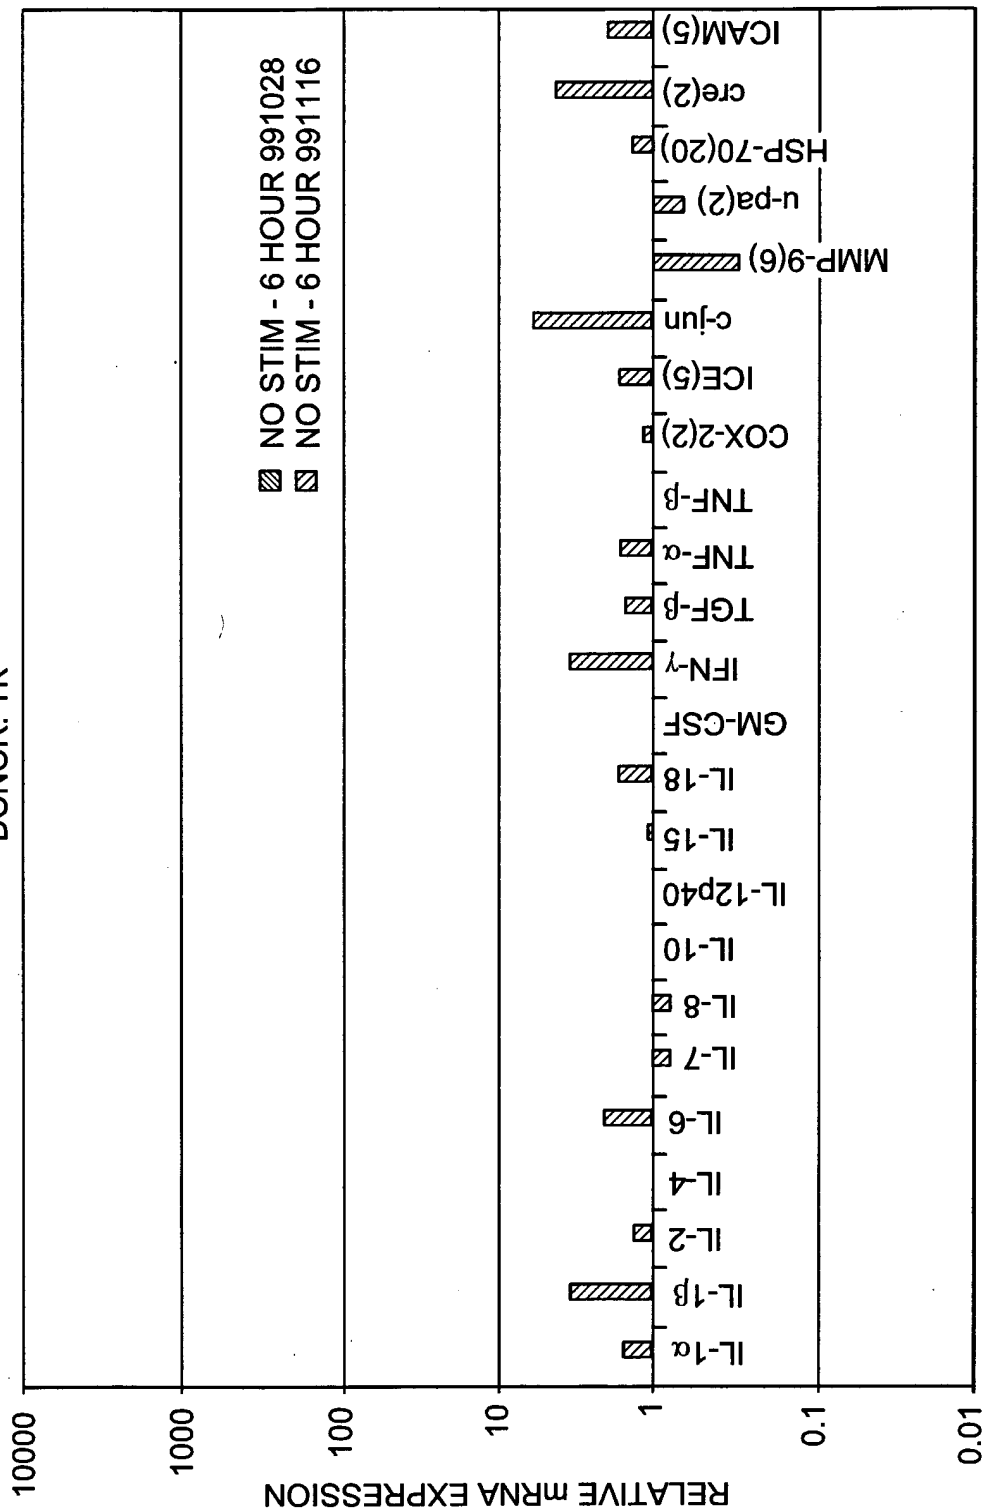 NO STIM - 6 HOUR 991028
NO STIM - 6 HOUR 991116
RELATIVE mRNA EXPRESSION
10000
1000
100
10
1
0.1
0.01
IL-1α
IL-1β
IL-2
IL-4
IL-6
IL-7
IL-8
IL-10
IL-12p40
IL-15
IL-18
GM-CSF
IFN-γ
TGF-β
TNF-α
TNF-β
COX-2(2)
ICE(5)
c-jun
MMP-9(6)
u-pa(2)
HSP-70(20)
cre(2)
ICAM(5)